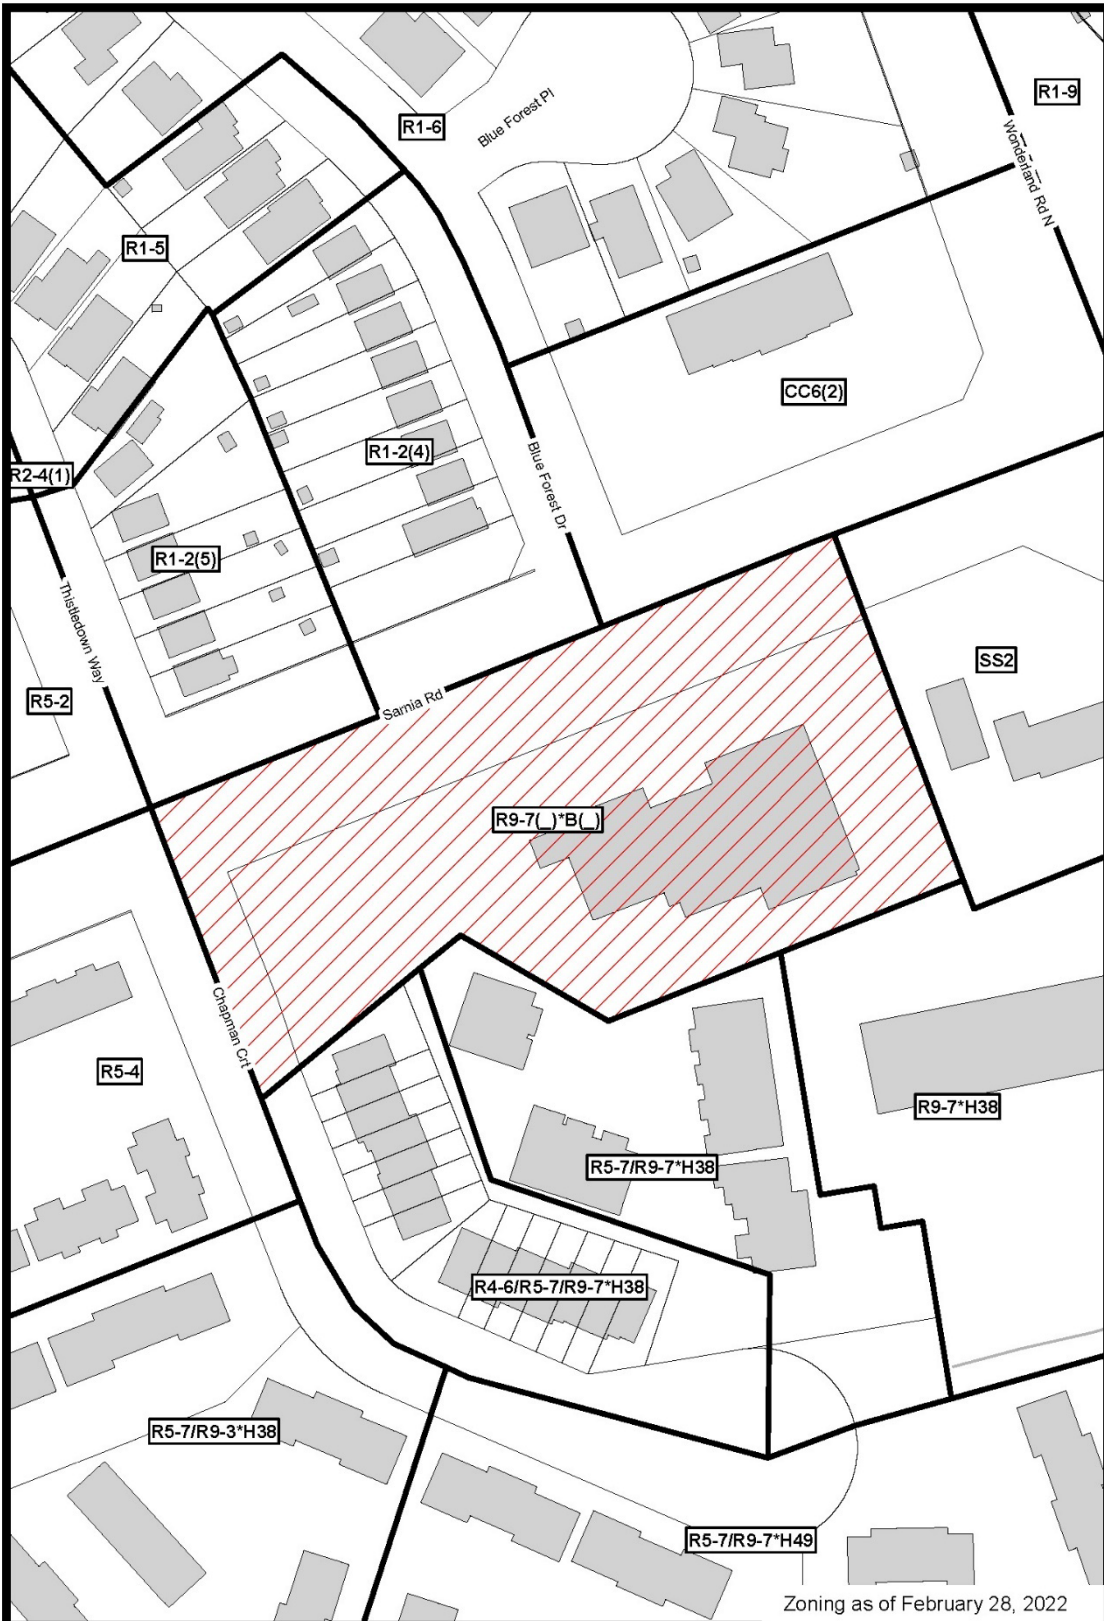 R1-9
R1-6
Blue Forest Pl
Wonderland Rd N
R1-5
CC6(2)
R1-2(4)
R2-4(1)
Blue Forest Dr
R1-2(5)
Thistledown Way
SS2
R5-2
Sarnia Rd
R9-7(_)*B(_)
Chapman Crt
R5-4
R9-7*H38
R5-7/R9-7*H38
R4-6/R5-7/R9-7*H38
R5-7/R9-3*H38
R5-7/R9-7*H49
Zoning as of February 28, 2022